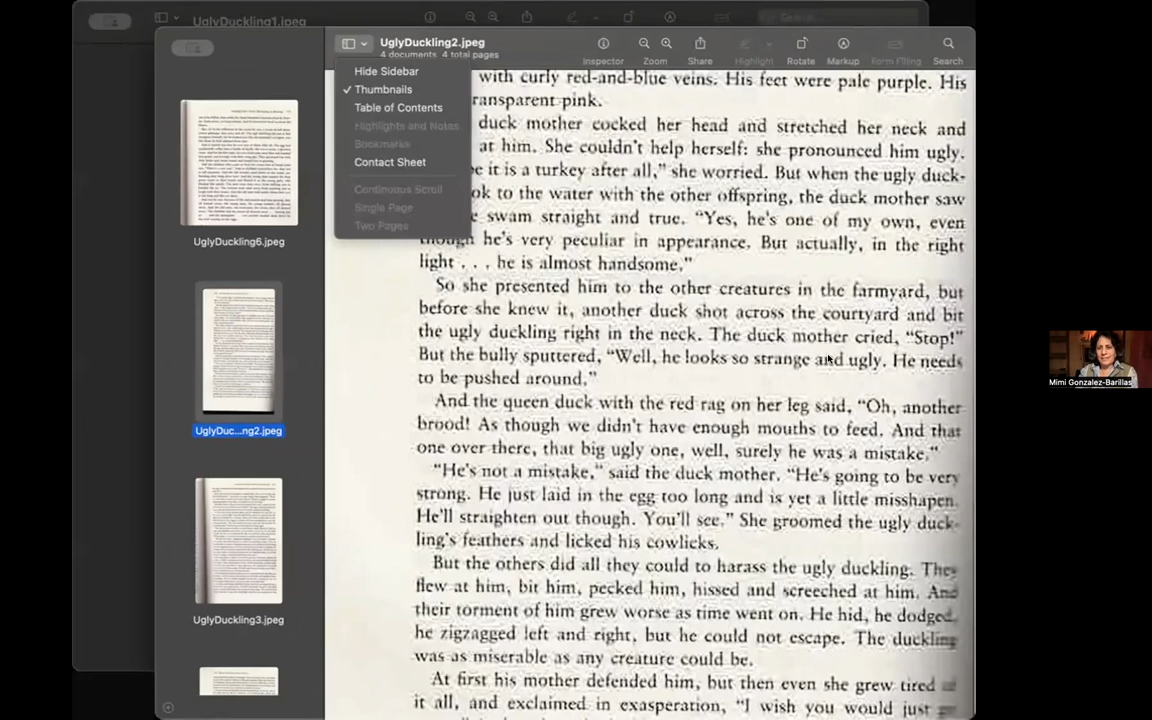 UglyDuckling1.jpeg
Search
UglyDuckling2.jpeg
4 documents, 4 total pages
Inspector
Zoom
Share
Highlight
Rotate
Markup
Form Filling
Search
Hide Sidebar
✓ Thumbnails
Table of Contents
Highlights and Notes
Bookmarks
Contact Sheet
Continuous Scroll
Single Page
Two Pages
UglyDuckling6.jpeg
UglyDuc...ng2.jpeg
UglyDuckling3.jpeg
with curly red-and-blue veins. His feet were pale purple. His
ransparent pink.
duck mother cocked her head and stretched her neck and
at him. She couldn't help herself: she pronounced him ugly.
e it is a turkey after all," she worried. But when the ugly duck-
ok to the water with the other offspring, the duck mother saw
e swam straight and true. "Yes, he's one of my own, even
though he's very peculiar in appearance. But actually, in the right
light . . . he is almost handsome."
So she presented him to the other creatures in the farmyard, but
before she knew it, another duck shot across the courtyard and bit
the ugly duckling right in the neck. The duck mother cried, "Stop!"
But the bully sputtered, "Well, he looks so strange and ugly. He needs
to be pushed around."
And the queen duck with the red rag on her leg said, "Oh, another
brood! As though we didn't have enough mouths to feed. And that
one over there, that big ugly one, well, surely he was a mistake."
"He's not a mistake," said the duck mother. "He's going to be very
strong. He just laid in the egg too long and is yet a little misshapen.
He'll straighten out though. You'll see." She groomed the ugly duck-
ling's feathers and licked his cowlicks.
But the others did all they could to harass the ugly duckling. They
flew at him, bit him, pecked him, hissed and screeched at him. And
their torment of him grew worse as time went on. He hid, he dodged,
he zigzagged left and right, but he could not escape. The duckling
was as miserable as any creature could be.
At first his mother defended him, but then even she grew tired
it all, and exclaimed in exasperation, "I wish you would just
Mimi Gonzalez-Barillas